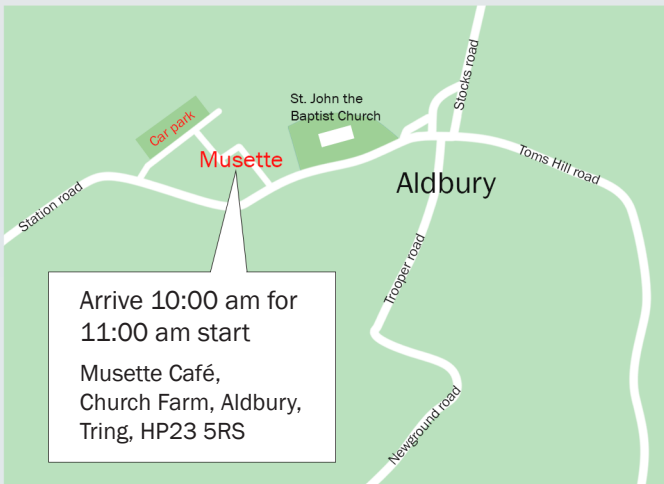 Stocks road
St. John the
Baptist Church
Car park
Musette
Toms Hill road
Aldbury
Station road
Trooper road
Arrive 10:00 am for
11:00 am start
Musette Café,
Church Farm, Aldbury,
Tring, HP23 5RS
Newground road